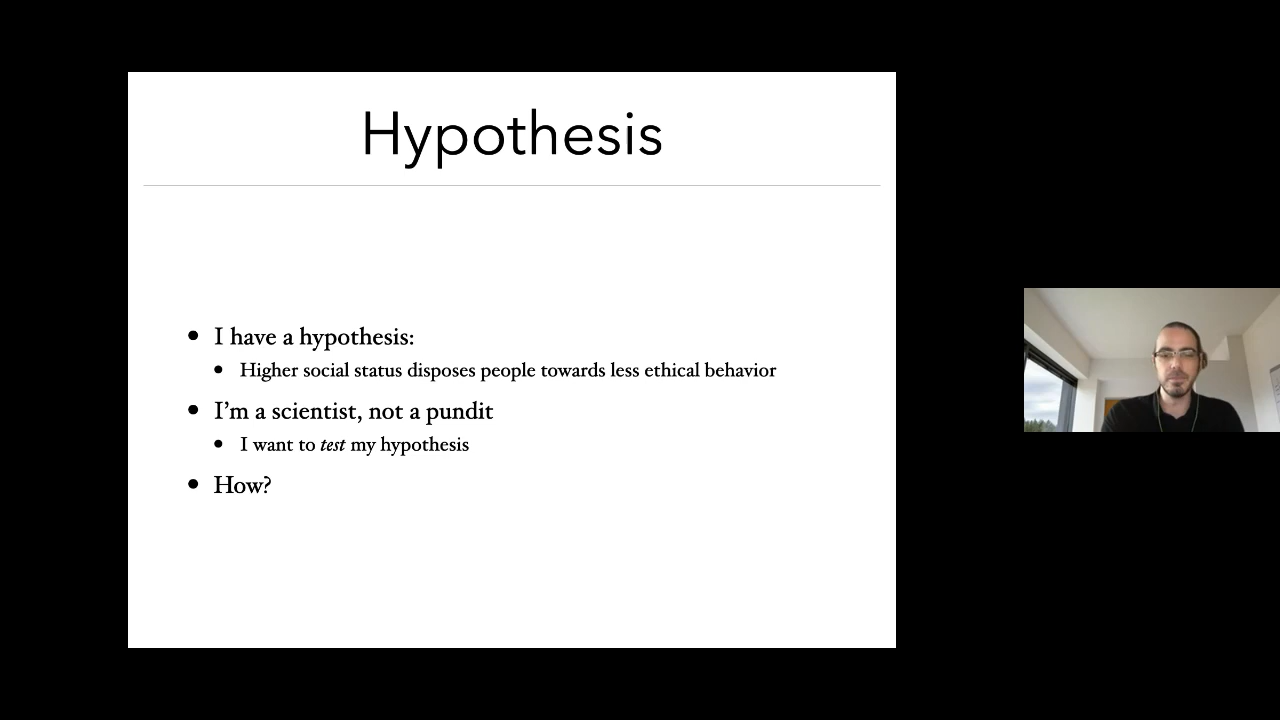 Hypothesis
• I have a hypothesis:
• Higher social status disposes people towards less ethical behavior
• I’m a scientist, not a pundit
• I want to test my hypothesis
• How?